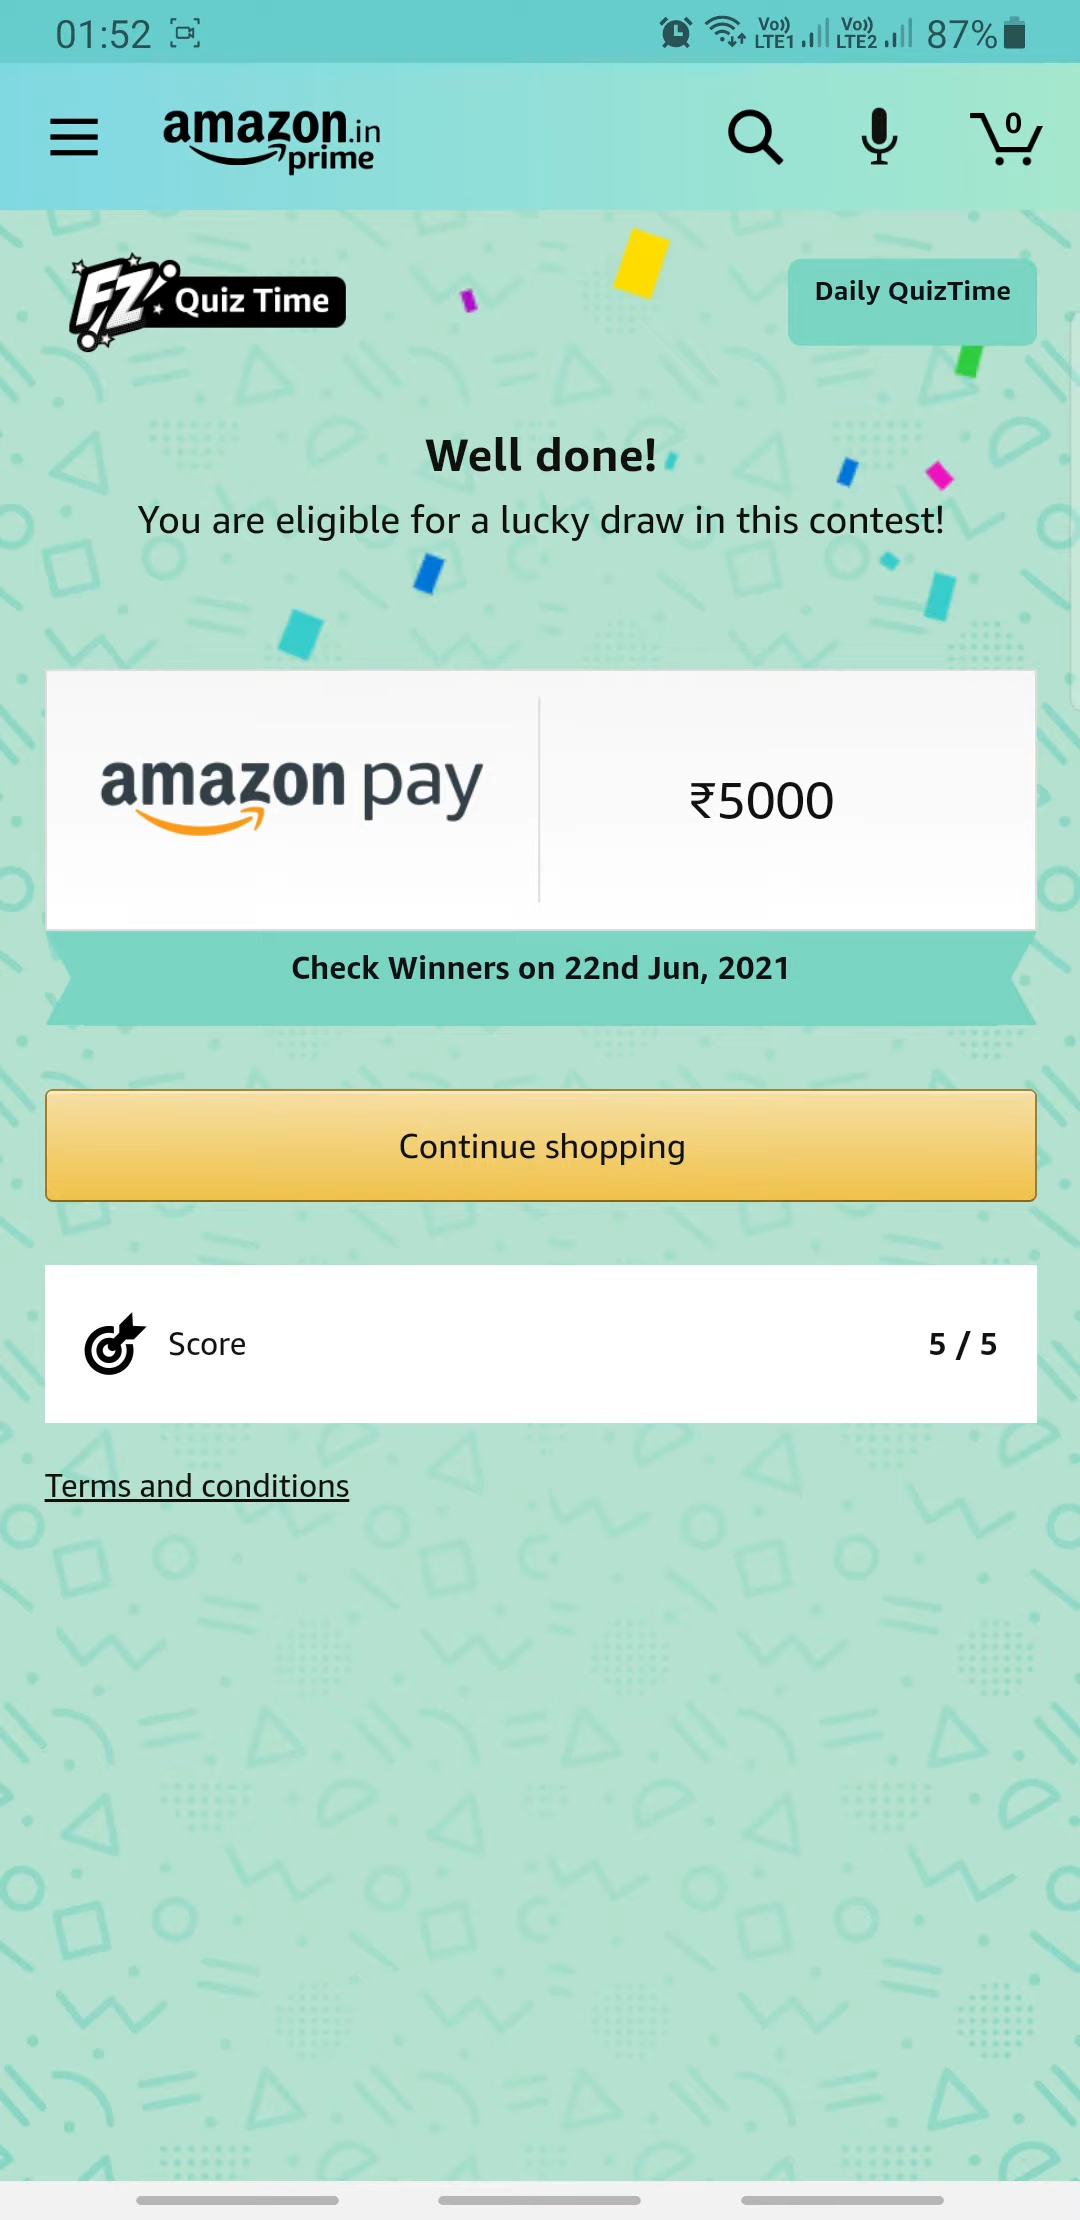 01:52 Vo)) LTE1 Vo)) LTE2 87%
amazon.in prime 0
FZ Quiz Time
Daily QuizTime
Well done!
You are eligible for a lucky draw in this contest!
amazon pay
₹5000
Check Winners on 22nd Jun, 2021
Continue shopping
Score 5 / 5
Terms and conditions